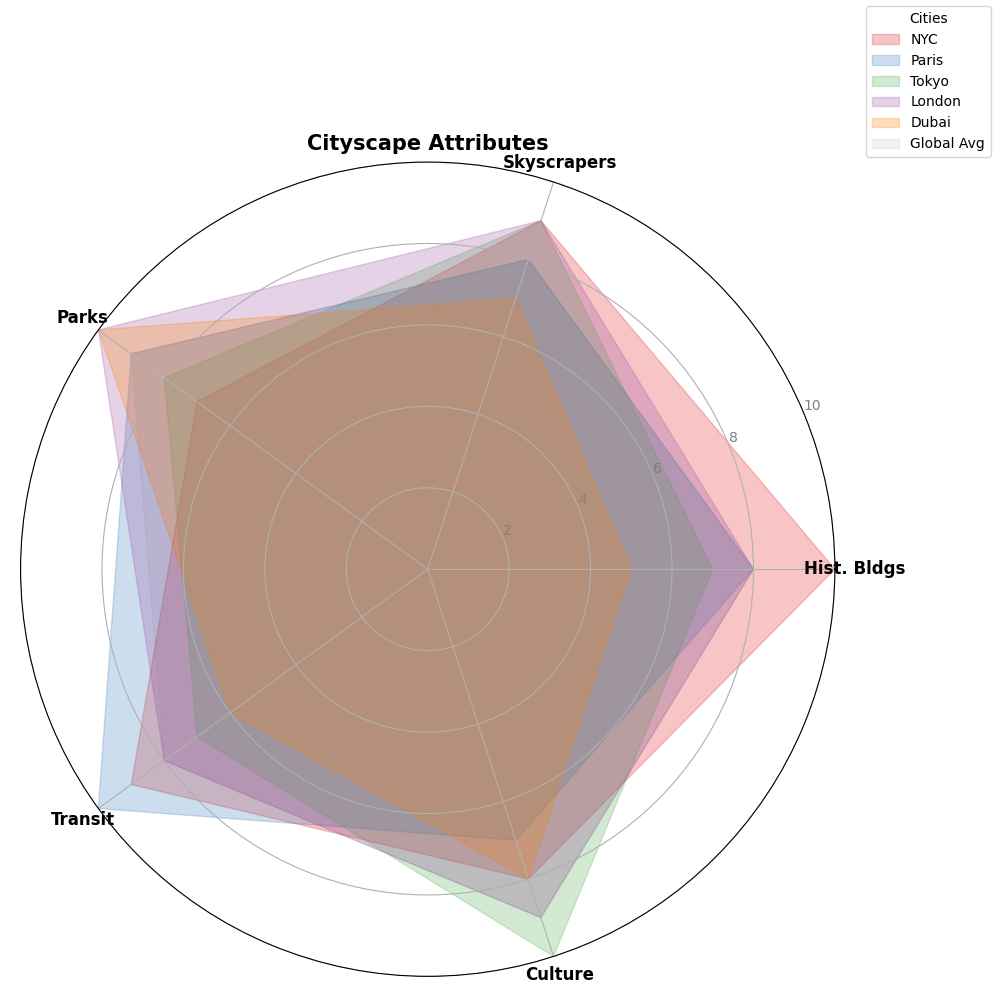 Cities
NYC
Paris
Tokyo
London
Dubai
Global Avg
Cityscape Attributes
Skyscrapers
Parks
10
8
6
4
2
Hist. Bldgs
Transit
Culture